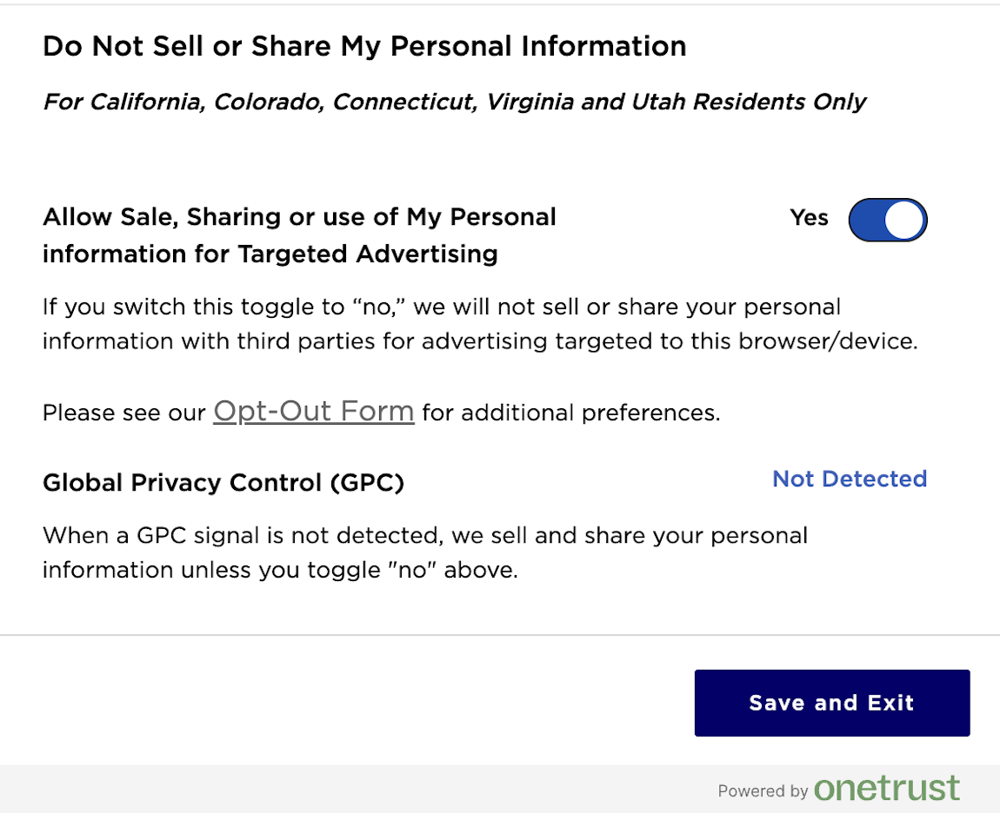 Do Not Sell or Share My Personal Information
For California, Colorado, Connecticut, Virginia and Utah Residents Only
Allow Sale, Sharing or use of My Personal
information for Targeted Advertising
Yes
If you switch this toggle to “no,” we will not sell or share your personal
information with third parties for advertising targeted to this browser/device.
Please see our Opt-Out Form for additional preferences.
Global Privacy Control (GPC)
Not Detected
When a GPC signal is not detected, we sell and share your personal
information unless you toggle "no" above.
Save and Exit
Powered by onetrust